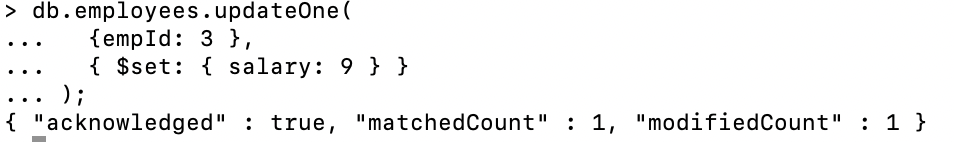 > db.employees.updateOne(
...   {empId: 3 },
...   { $set: { salary: 9 } }
... );
{ "acknowledged" : true, "matchedCount" : 1, "modifiedCount" : 1 }